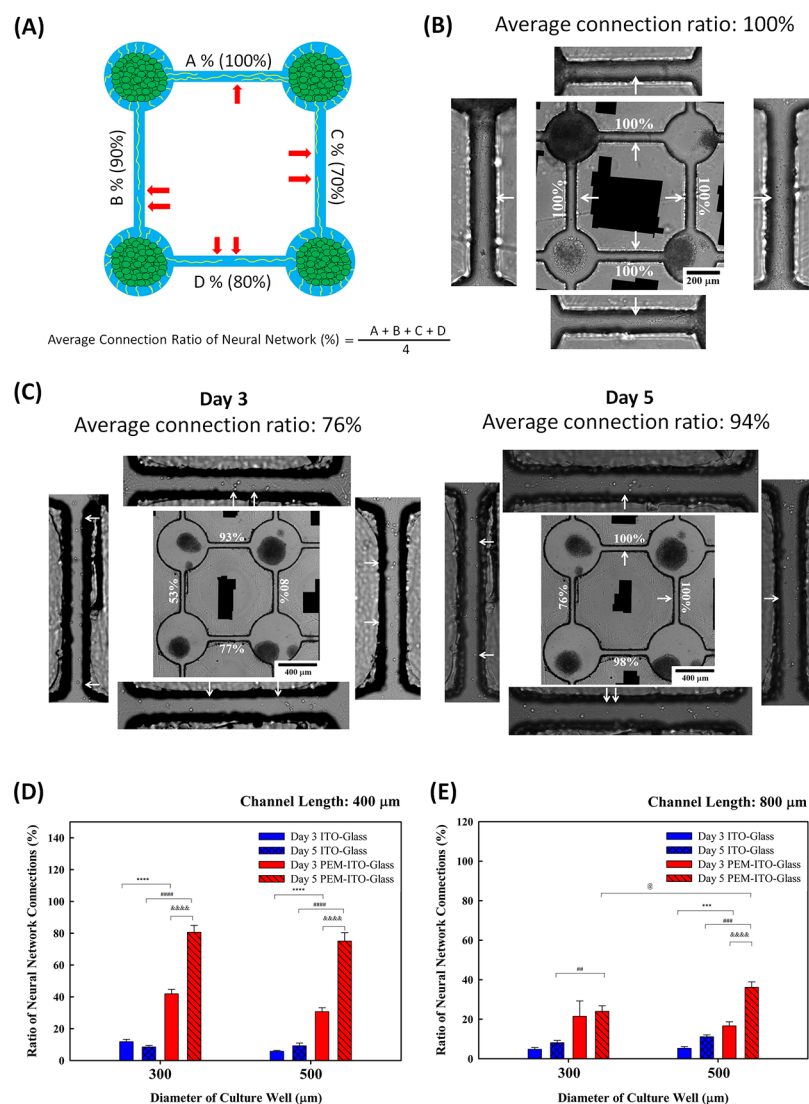 (A)
A % (100%)
B % (90%)
C % (70%)
D % (80%)
Average Connection Ratio of Neural Network (%) = A + B + C + D
4
(B)
Average connection ratio: 100%
100%
100%
100%
100%
200 μm
(C)
Day 3
Average connection ratio: 76%
93%
53%
80%
77%
400 μm
Day 5
Average connection ratio: 94%
100%
76%
100%
98%
400 μm
(D)
Channel Length: 400 μm
Ratio of Neural Network Connections (%)
140
120
100
80
60
40
20
0
Day 3 ITO-Glass
Day 5 ITO-Glass
Day 3 PEM-ITO-Glass
Day 5 PEM-ITO-Glass
****
####
&&&&
****
####
&&&&
300
500
Diameter of Culture Well (μm)
(E)
Channel Length: 800 μm
Ratio of Neural Network Connections (%)
120
100
80
60
40
20
0
Day 3 ITO-Glass
Day 5 ITO-Glass
Day 3 PEM-ITO-Glass
Day 5 PEM-ITO-Glass
@
***
###
&&&&
##
300
500
Diameter of Culture Well (μm)